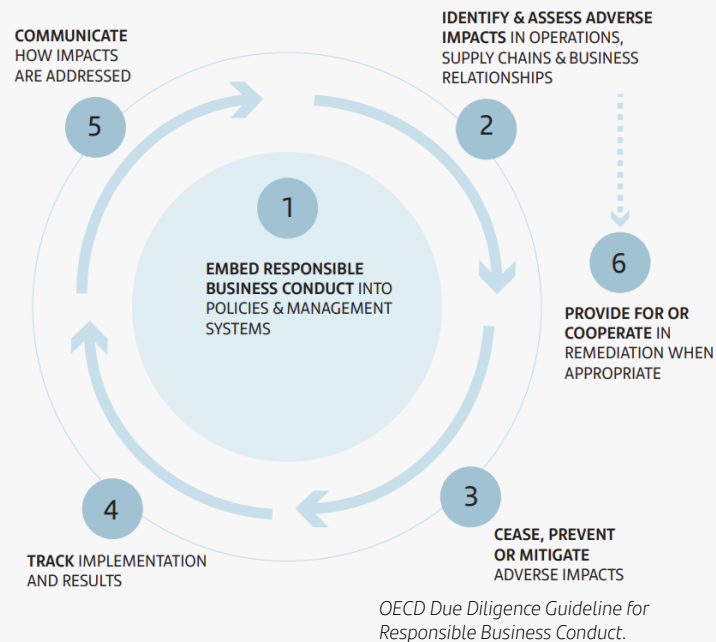 1
EMBED RESPONSIBLE
BUSINESS CONDUCT INTO
POLICIES & MANAGEMENT
SYSTEMS
2
IDENTIFY & ASSESS ADVERSE
IMPACTS IN OPERATIONS,
SUPPLY CHAINS & BUSINESS
RELATIONSHIPS
3
CEASE, PREVENT
OR MITIGATE
ADVERSE IMPACTS
4
TRACK IMPLEMENTATION
AND RESULTS
5
COMMUNICATE
HOW IMPACTS
ARE ADDRESSED
6
PROVIDE FOR OR
COOPERATE IN
REMEDIATION WHEN
APPROPRIATE
OECD Due Diligence Guideline for
Responsible Business Conduct.